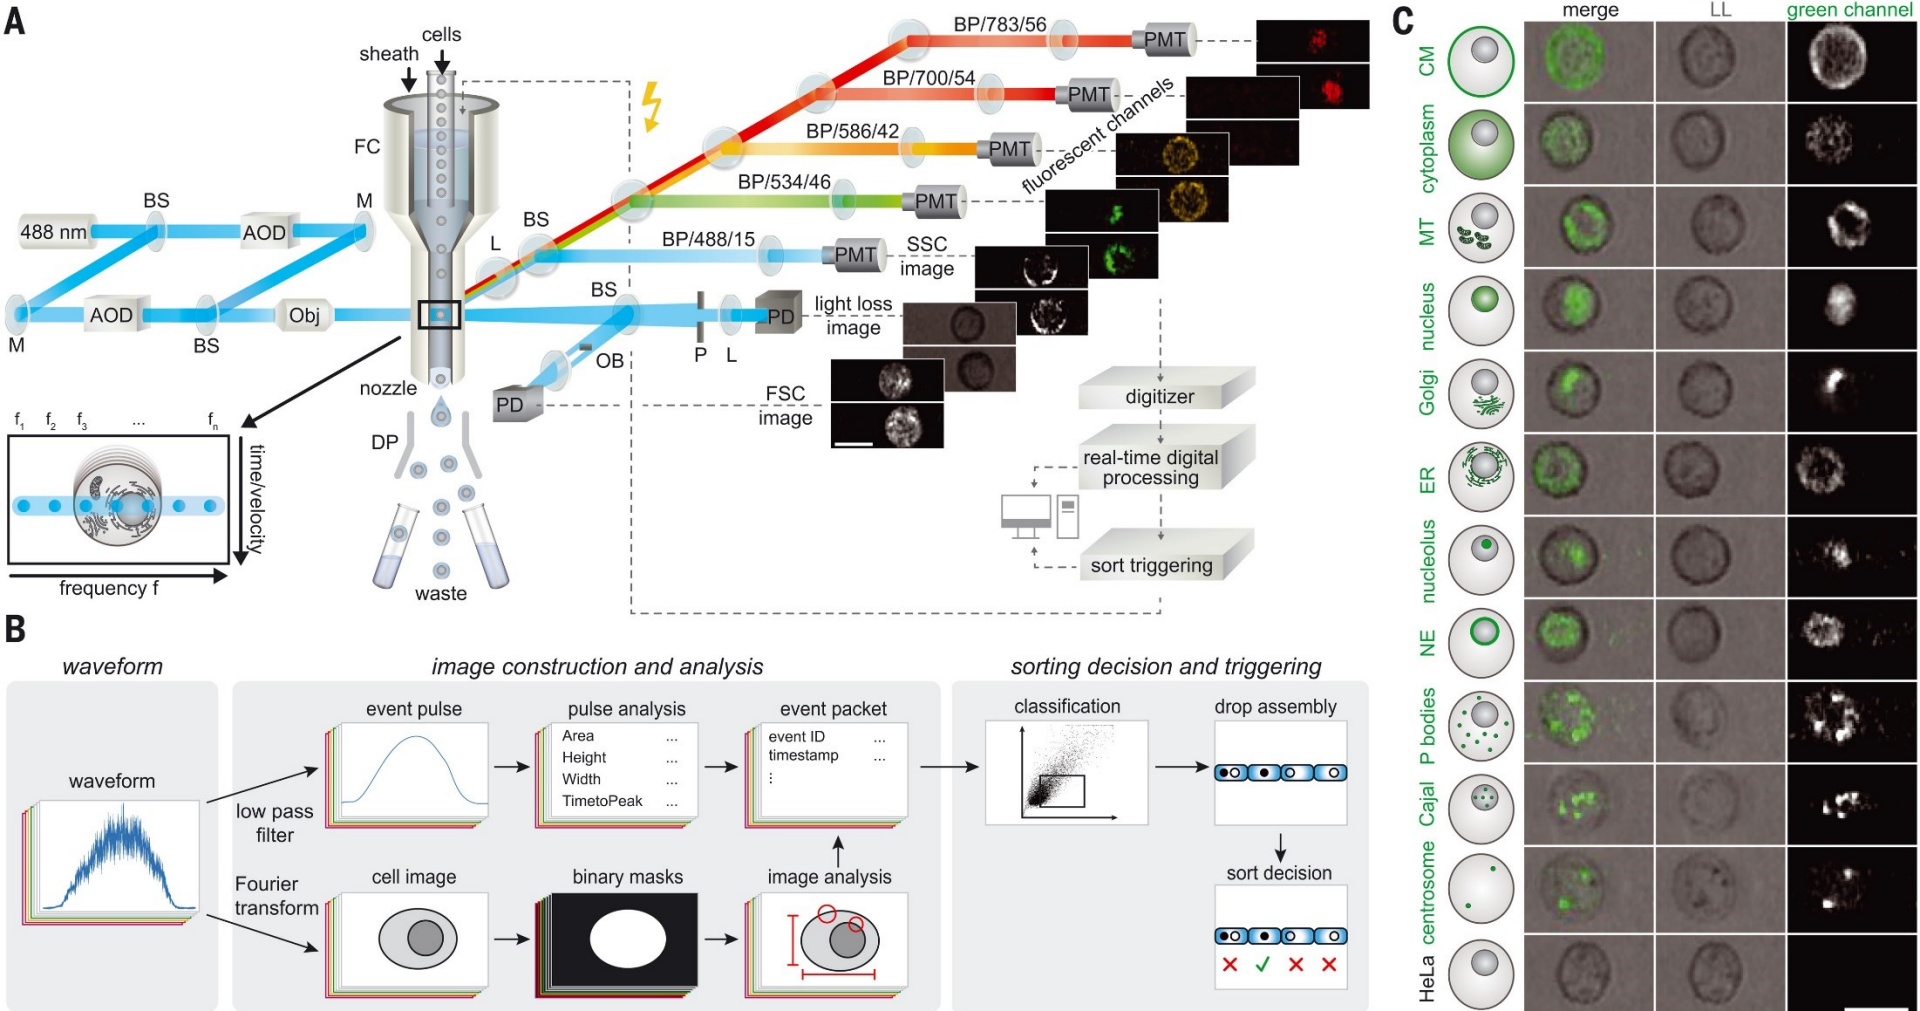 A
cells
sheath
FC
BS
M
488 nm
AOD
M
AOD
BS
Obj
L
BS
BP/783/56
PMT
BP/700/54
PMT
BP/586/42
PMT
BP/534/46
PMT
BP/488/15
PMT
fluorescent channels
SSC
image
BS
PD
light loss
image
OB
P
L
PD
FSC
image
nozzle
DP
waste
f1 f2 f3 ... fn
time/velocity
frequency f
digitizer
real-time digital
processing
sort triggering
B
waveform
image construction and analysis
sorting decision and triggering
waveform
low pass
filter
Fourier
transform
event pulse
pulse analysis
Area ...
Height ...
Width ...
TimetoPeak ...
event packet
event ID ...
timestamp ...
⋮
cell image
binary masks
image analysis
classification
drop assembly
sort decision
C
merge
LL
green channel
CM
cytoplasm
MT
nucleus
Golgi
ER
nucleolus
NE
P bodies
Cajal
centrosome
HeLa